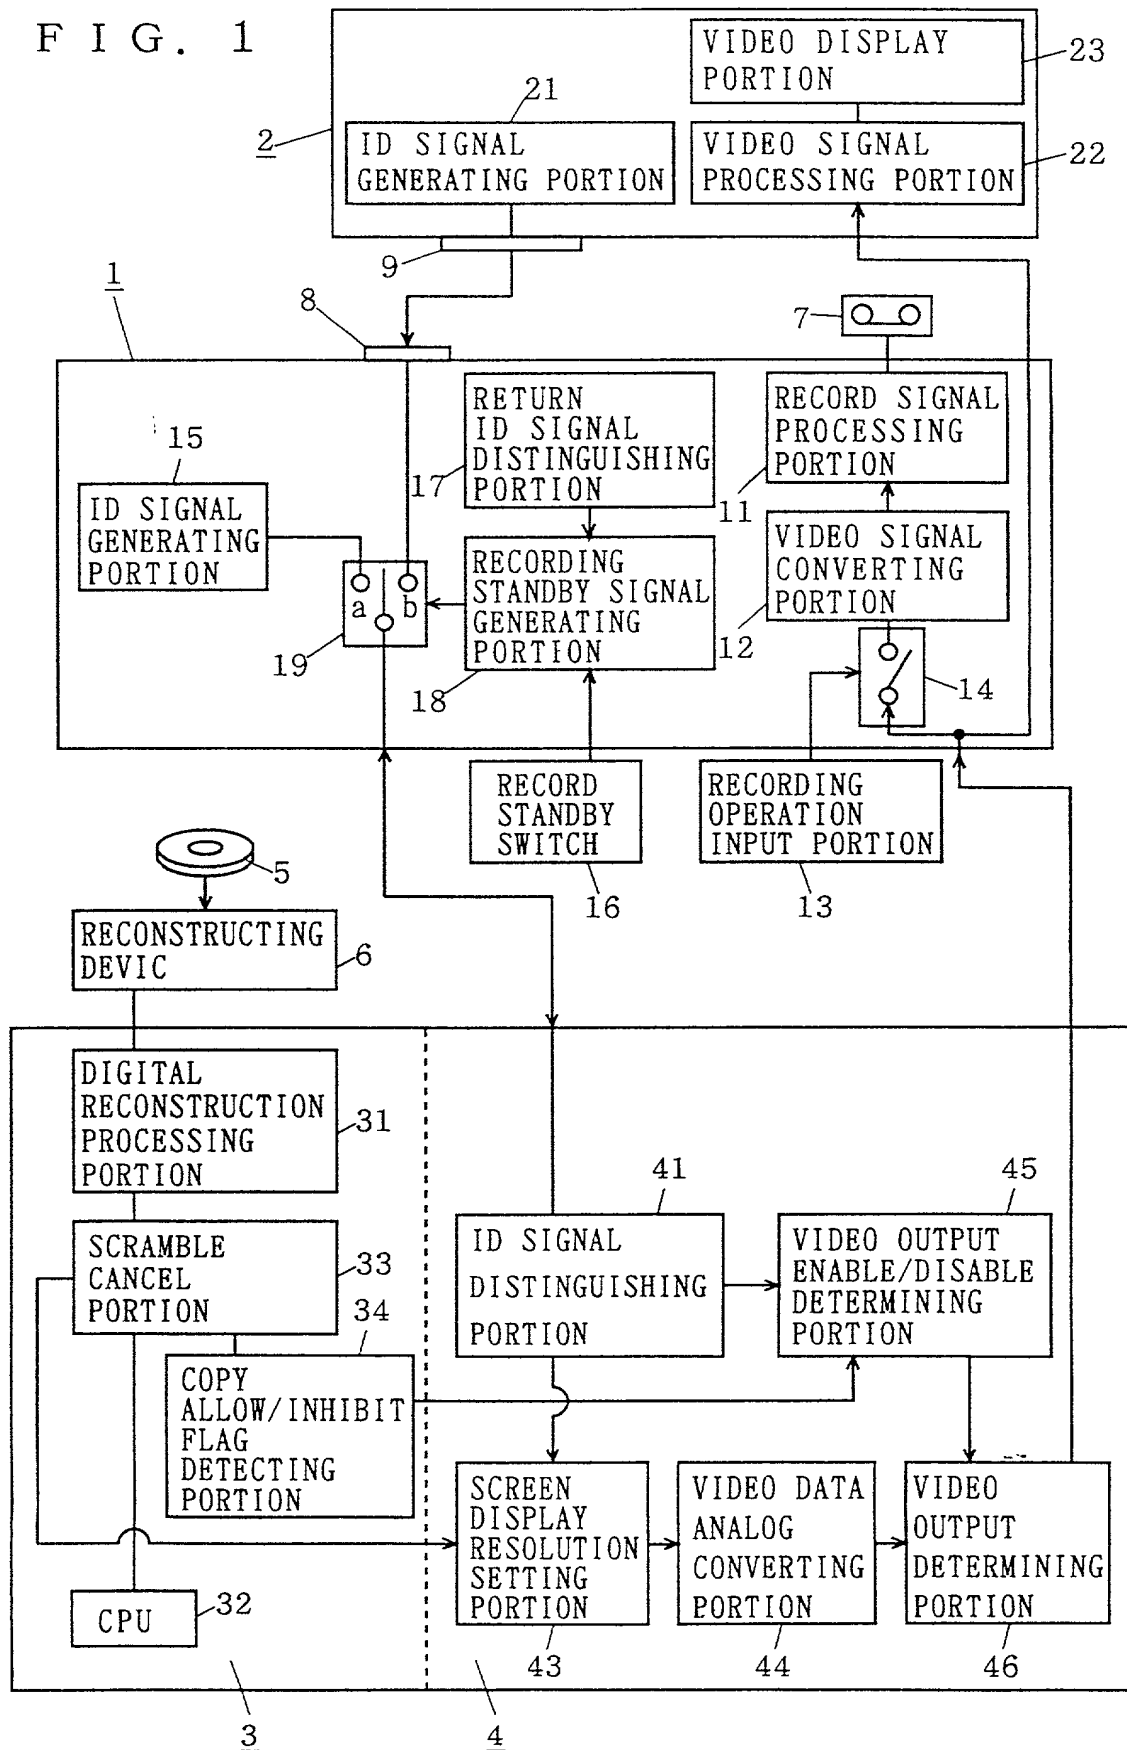 FIG. 1
VIDEO DISPLAY
PORTION
23
21
2
ID SIGNAL
GENERATING PORTION
VIDEO SIGNAL
PROCESSING PORTION
22
9
1
8
7
15
RETURN
ID SIGNAL
DISTINGUISHING
PORTION
17
RECORD SIGNAL
PROCESSING
PORTION
11
ID SIGNAL
GENERATING
PORTION
a
b
19
RECORDING
STANDBY SIGNAL
GENERATING
PORTION
18
VIDEO SIGNAL
CONVERTING
PORTION
12
14
RECORD
STANDBY
SWITCH
16
RECORDING
OPERATION
INPUT PORTION
13
5
RECONSTRUCTING
DEVIC
6
DIGITAL
RECONSTRUCTION
PROCESSING
PORTION
31
SCRAMBLE
CANCEL
PORTION
33
34
COPY
ALLOW/INHIBIT
FLAG
DETECTING
PORTION
CPU
32
41
ID SIGNAL
DISTINGUISHING
PORTION
45
VIDEO OUTPUT
ENABLE/DISABLE
DETERMINING
PORTION
SCREEN
DISPLAY
RESOLUTION
SETTING
PORTION
43
VIDEO DATA
ANALOG
CONVERTING
PORTION
44
VIDEO
OUTPUT
DETERMINING
PORTION
46
3
4